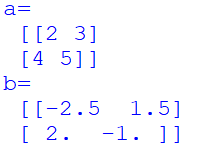 a=
[[2 3]
[4 5]]
b=
[[-2.5  1.5]
[ 2.  -1. ]]